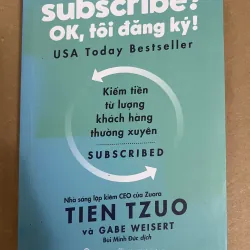 subscribe?
OK, tôi đăng ký!
USA Today Bestseller
Kiếm tiền
từ lượng
khách hàng
thường xuyên
SUBSCRIBED
Nhà sáng lập kiêm CEO của Zuora
TIEN TZUO
và GABE WEISERT
Bùi Minh Đức dịch